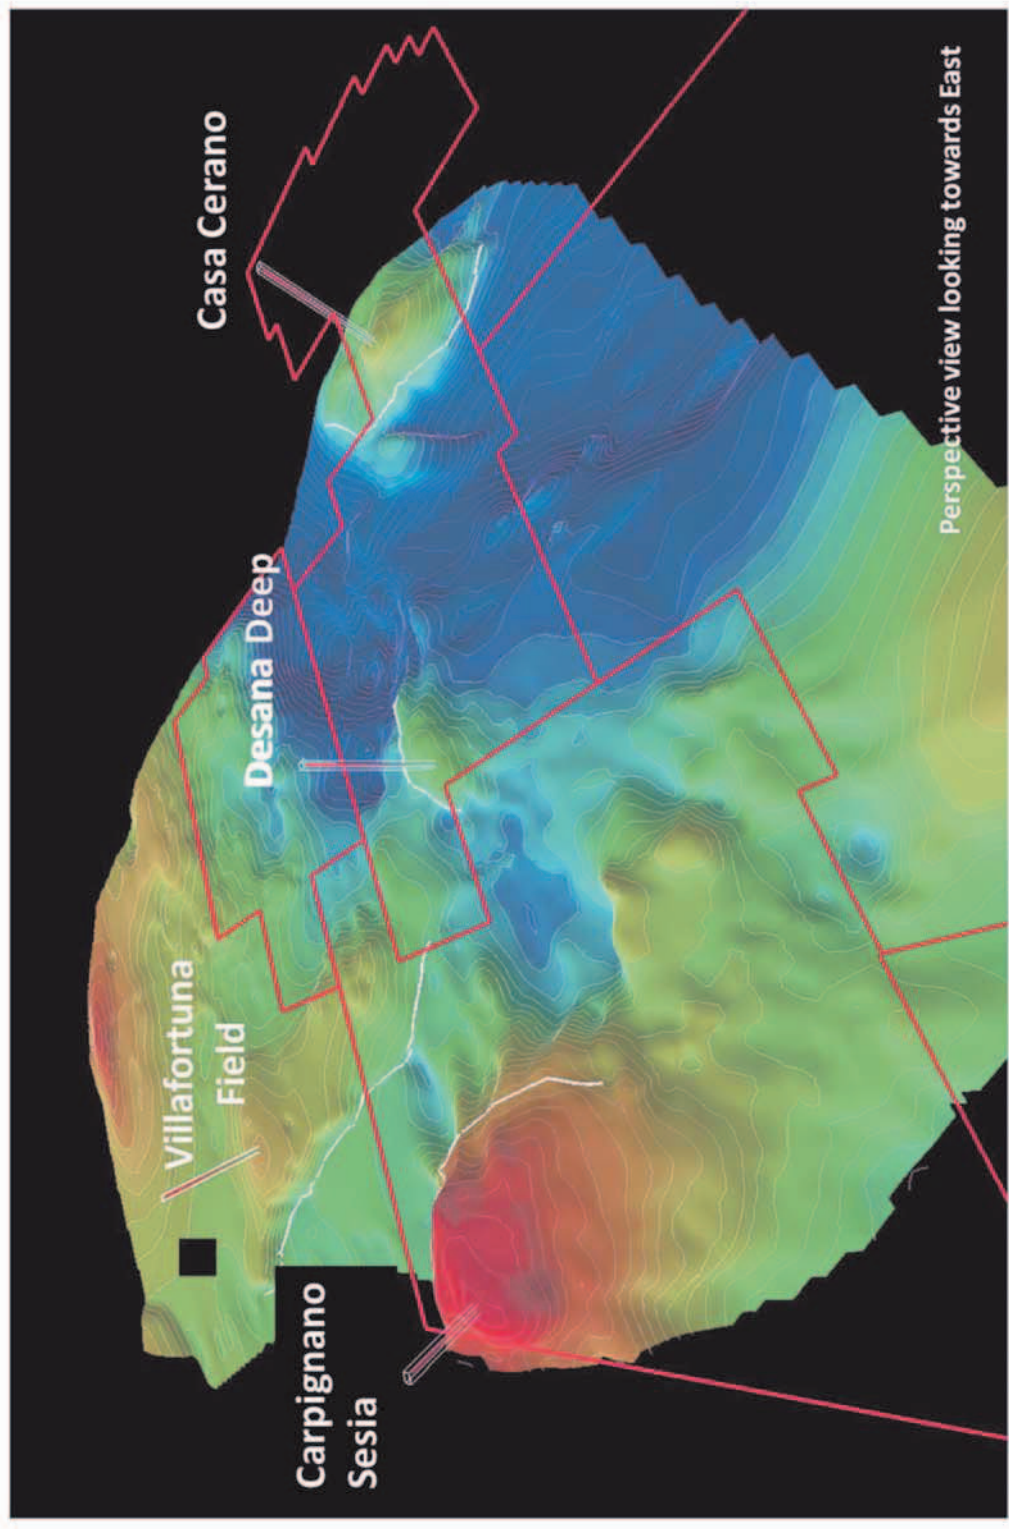 Casa Cerano
Desana Deep
Villafortuna
Field
Carpignano
Sesia
Perspective view looking towards East